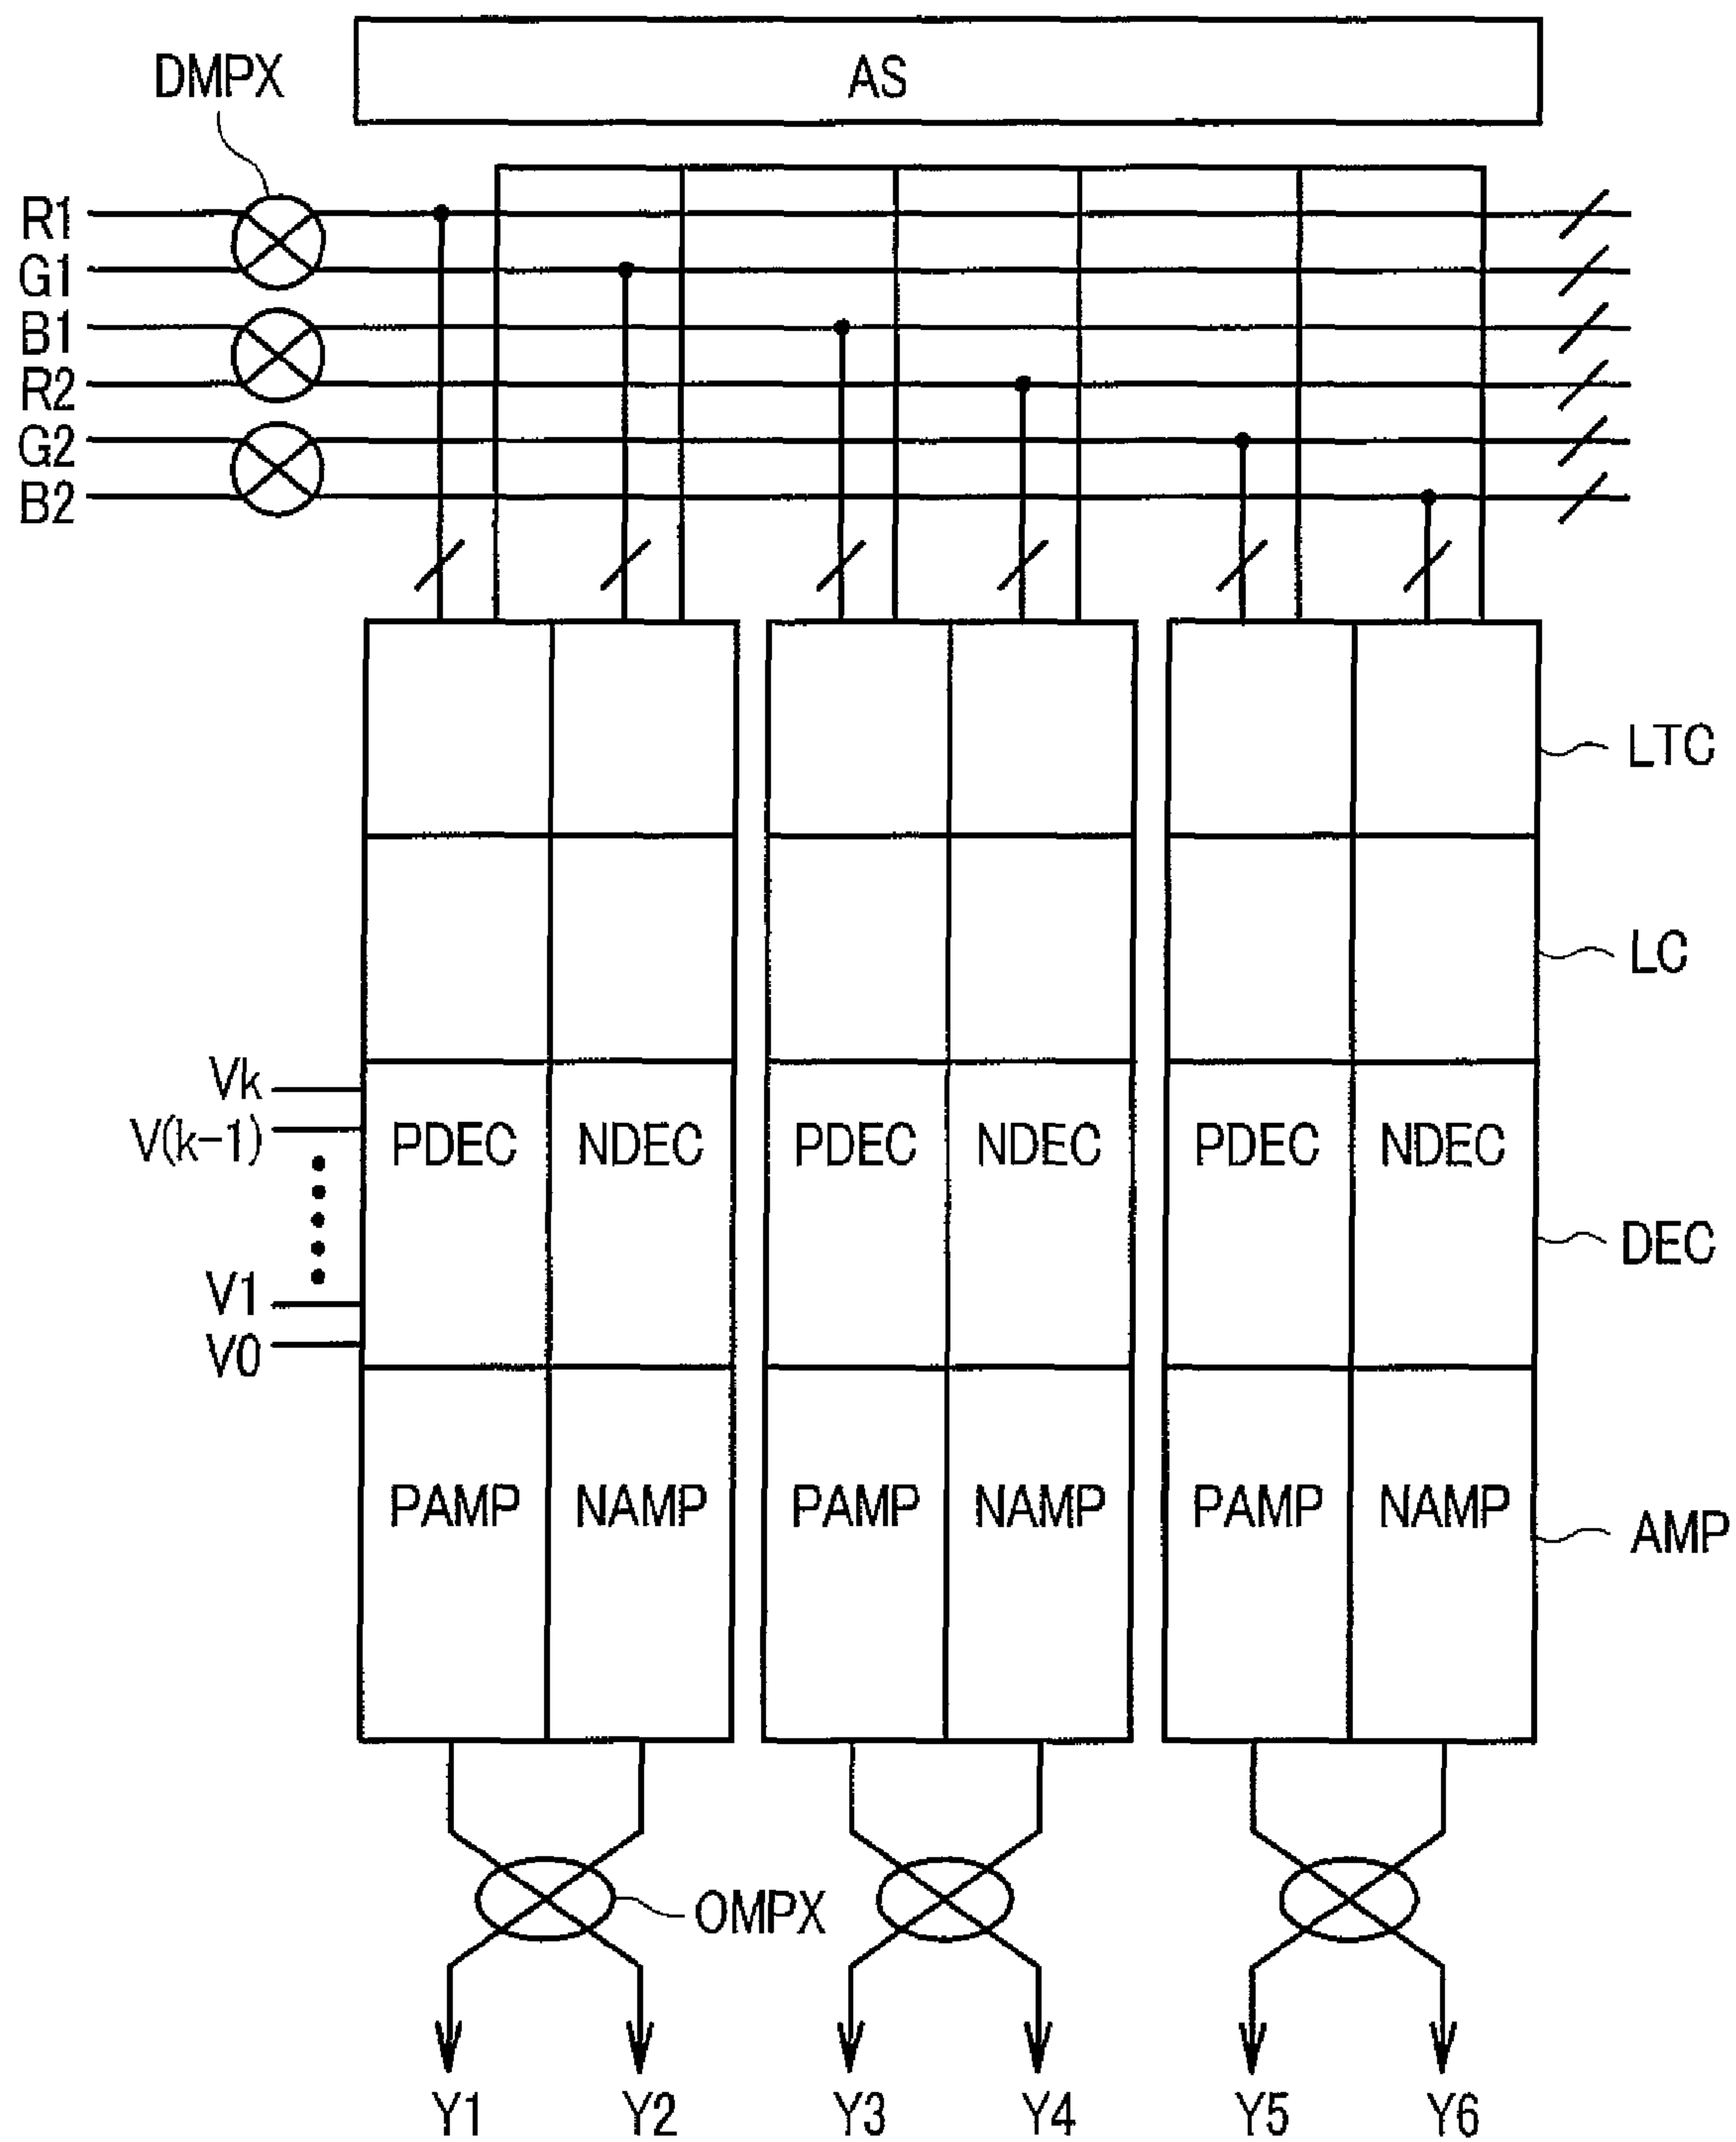 AS
DMPX
R1
G1
B1
R2
G2
B2
LTC
LC
Vk
V(k-1)
V1
V0
PDEC NDEC PDEC NDEC PDEC NDEC
DEC
PAMP NAMP PAMP NAMP PAMP NAMP
AMP
OMPX
Y1 Y2 Y3 Y4 Y5 Y6